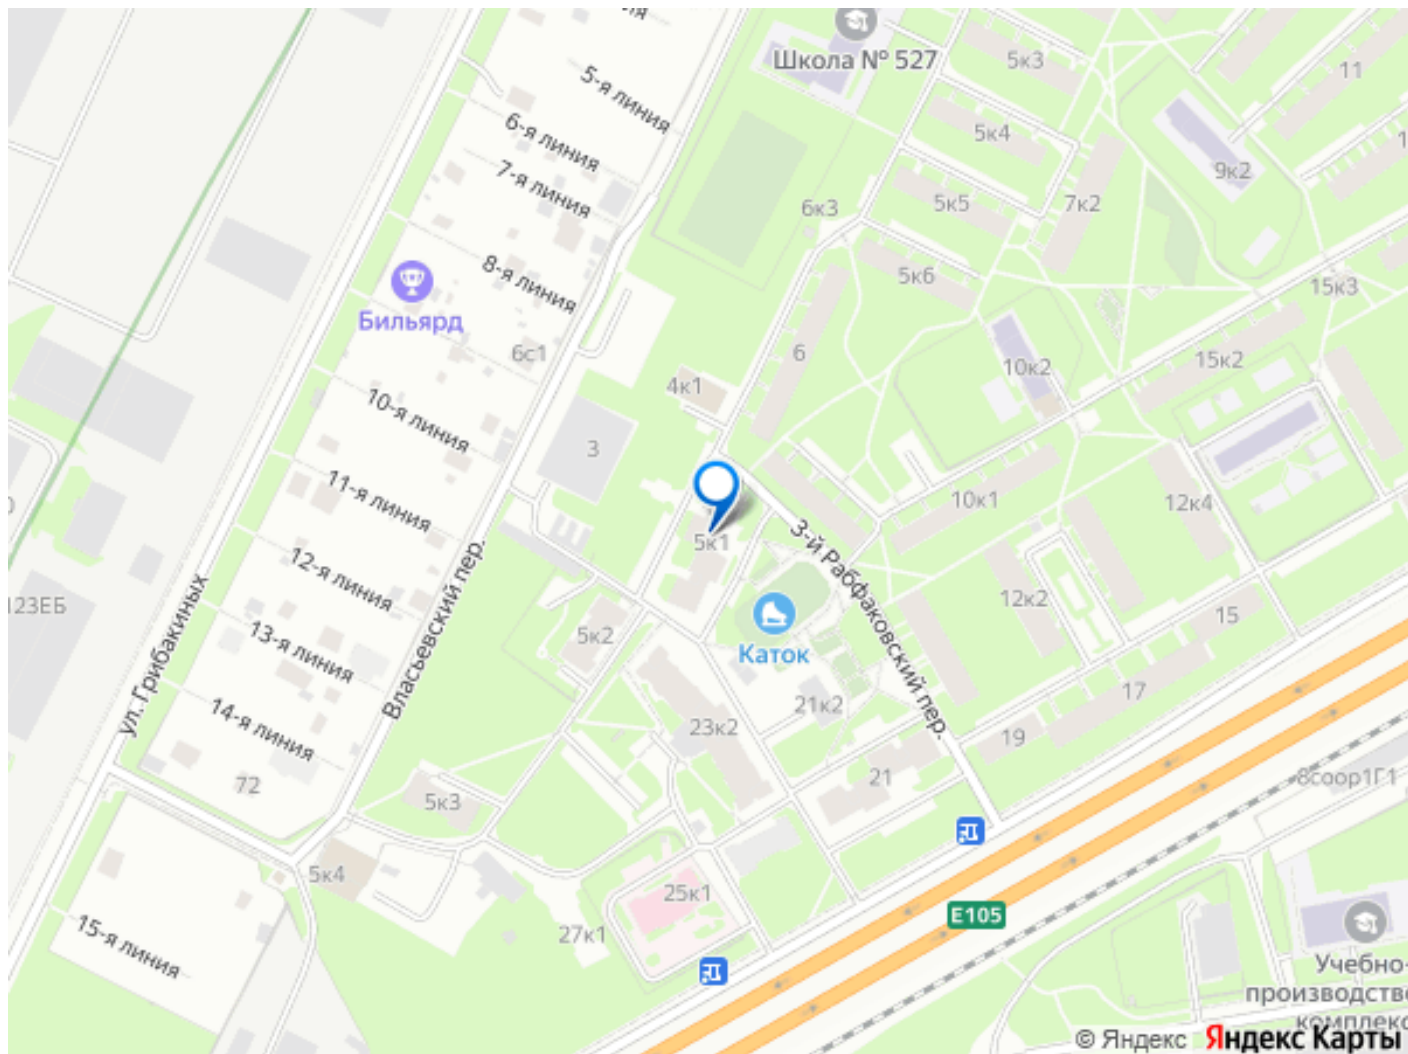 Школа № 527
5к3
11
5-я линия
6-я линия
5к4
9к2
7-я линия
5к5
7к2
6к3
8-я линия
5к6
15к3
Бильярд
6с1
6
10к2
15к2
4к1
10-я линия
3
11-я линия
10к1
12к4
5к1
3-й Рабфаковский пер.
12-я линия
Власьевский пер.
ул. Грибакиных
123ЕБ
12к2
15
13-я линия
5к2
Каток
14-я линия
23к2
21к2
17
19
72
5к3
21
8соор1Г1
5к4
25к1
E105
15-я линия
27к1
Учебно-
производстве
комплекс
© Яндекс Яндекс Карты